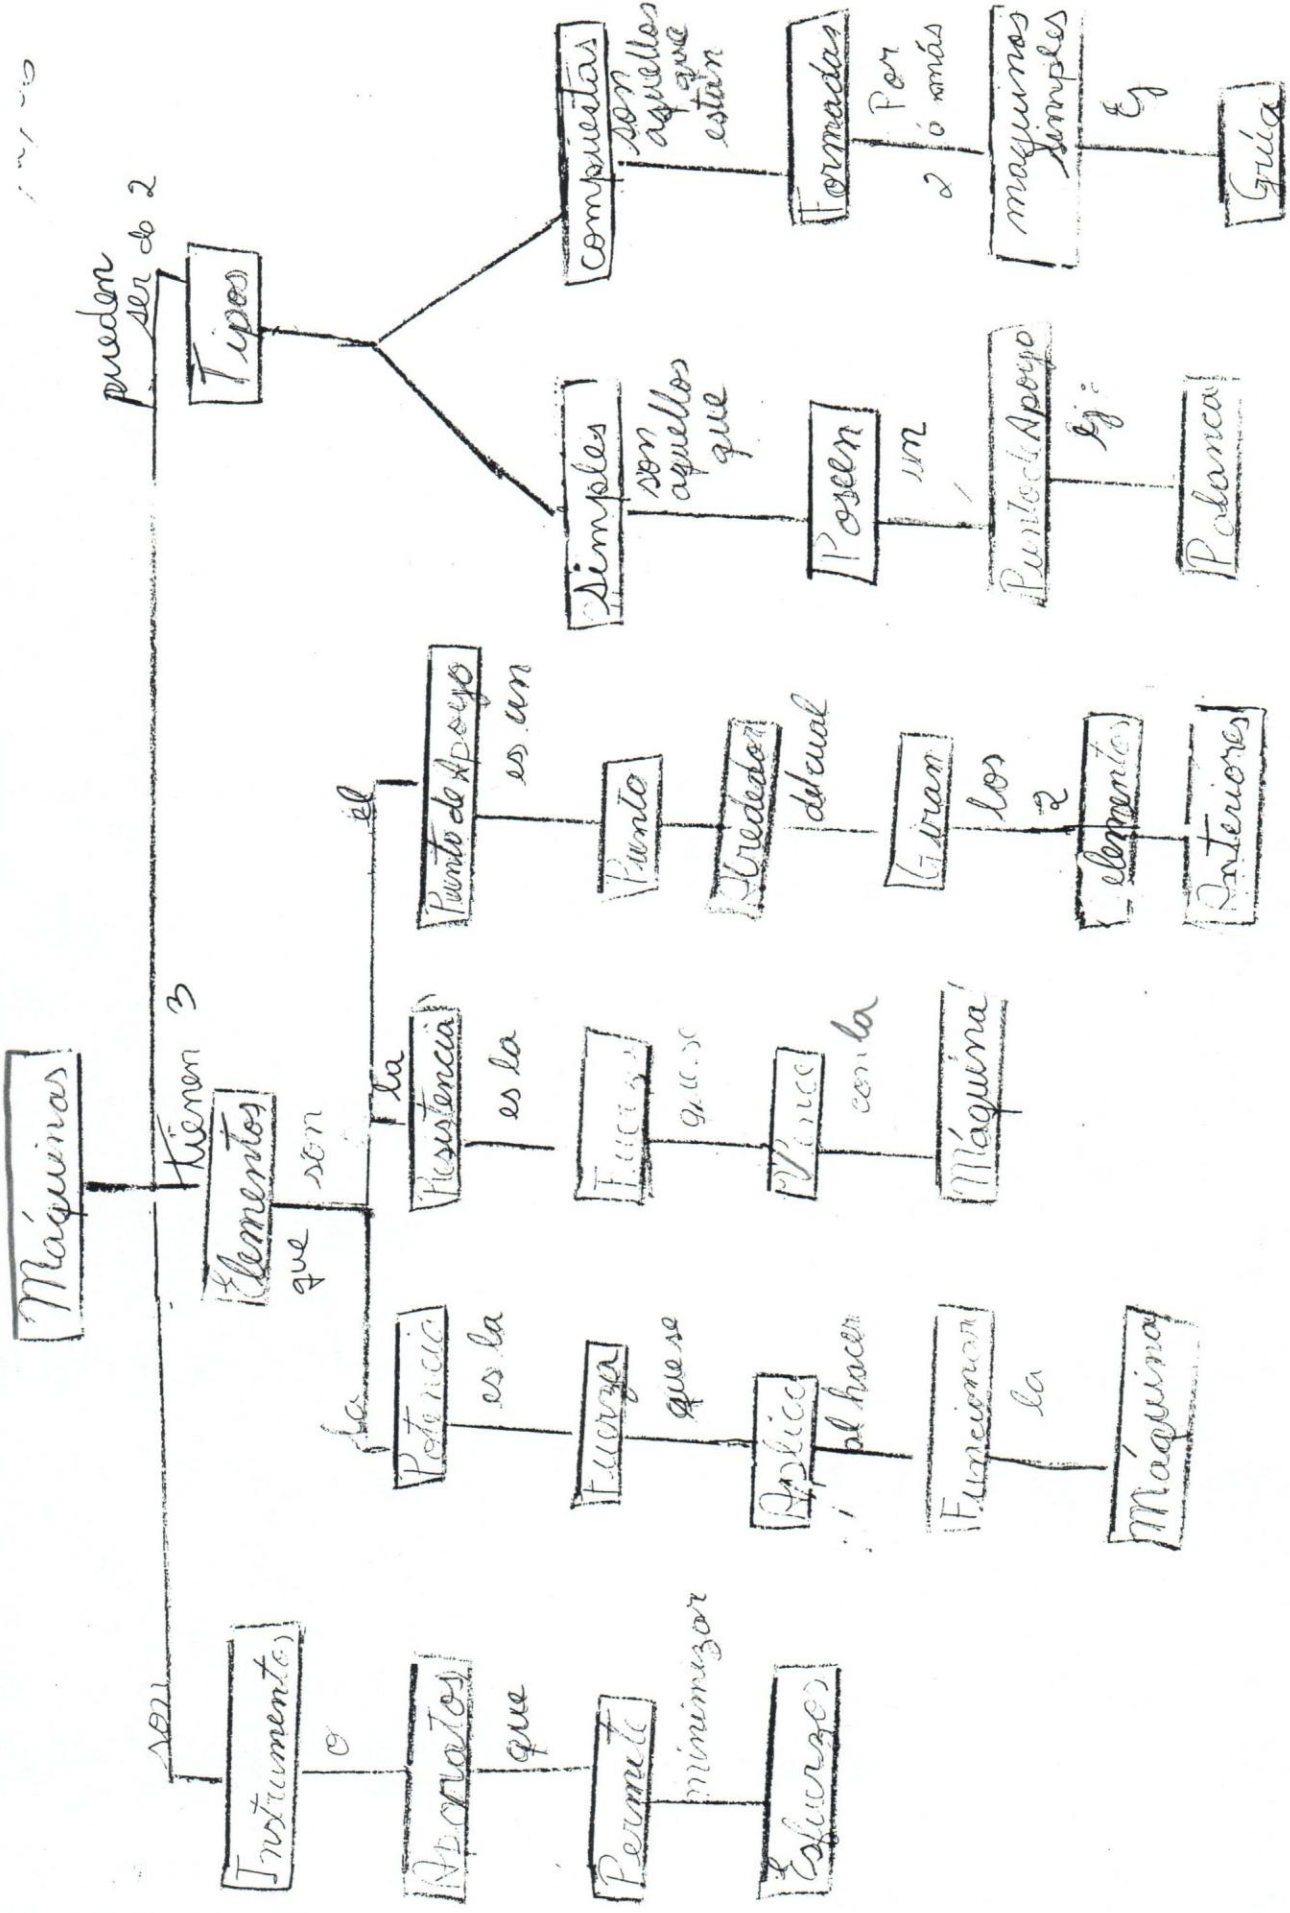 Máquinas
son
Instrumentos
o
Aparatos
que
Permite
minimizar
Esfuerzos
tienen 3
Elementos
que son
la
Potencia
es la
Fuerza
que se
Aplica
al hacer
Funcionar
la
Máquina
la
Resistencia
es la
Fuerza
que se
Vence
con la
Máquina
el
Punto de Apoyo
es un
Punto
Alrededor
del cual
Giran
los
2
Elementos
Anteriores
pueden
ser de 2
Tipos
Simples
son
aquellos
que
Poseen
un
Punto de Apoyo
Ej:
Palanca
Compuestas
son
aquellos
que
están
Formadas
Por
2 ó más
maquinas
simples
Ej
Grúa